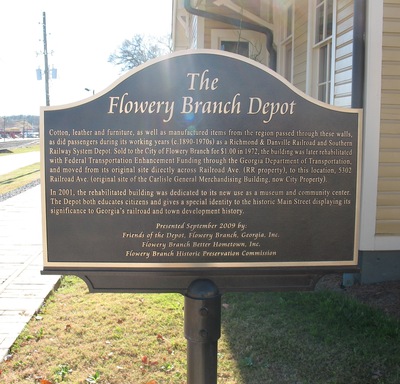 The
Flowery Branch Depot
Cotton, leather and furniture, as well as manufactured items from the region passed through these walls,
as did passengers during its working years (c.1890-1970s) as a Richmond & Danville Railroad and Southern
Railway System Depot. Sold to the City of Flowery Branch for $1.00 in 1972, the building was later rehabilitated
with Federal Transportation Enhancement Funding through the Georgia Department of Transportation,
and moved from its original site directly across Railroad Ave. (RR property), to this location, 5302
Railroad Ave. (original site of the Carlisle General Merchandising Building, now City Property).
In 2001, the rehabilitated building was dedicated to its new use as a museum and community center.
The Depot both educates citizens and gives a special identity to the historic Main Street displaying its
significance to Georgia's railroad and town development history.
Presented September 2009 by:
Friends of the Depot, Flowery Branch, Georgia, Inc.
Flowery Branch Better Hometown, Inc.
Flowery Branch Historic Preservation Commission